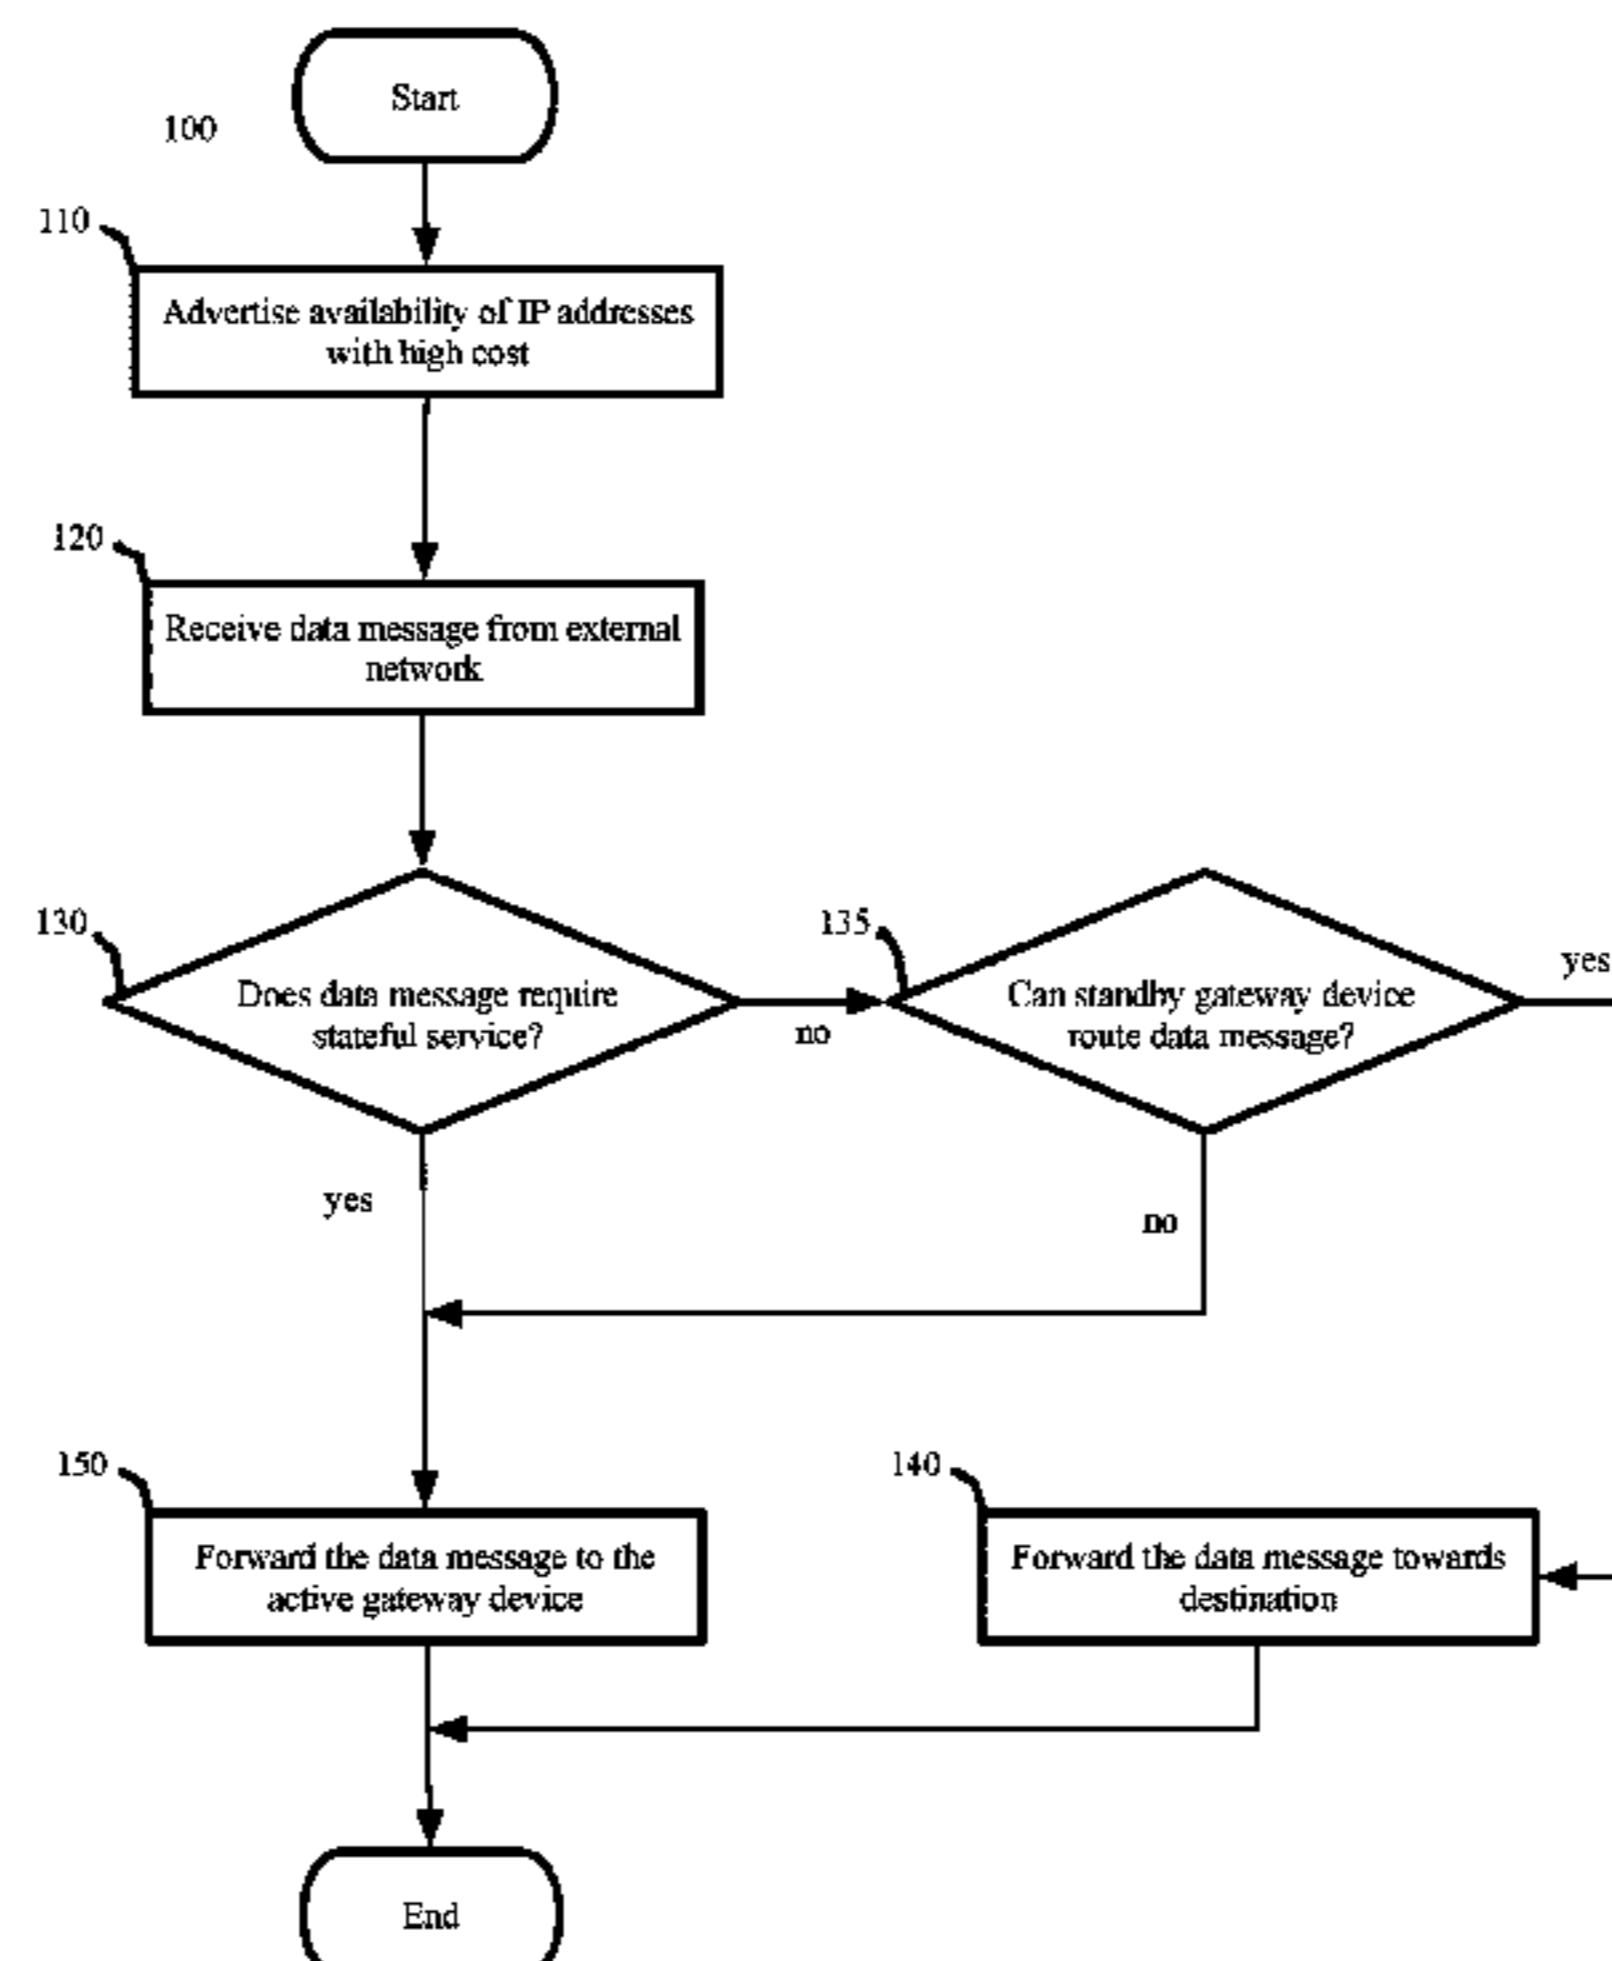 Start
100
110
Advertise availability of IP addresses
with high cost
120
Receive data message from external
network
130
Does data message require
stateful service?
no
135
Can standby gateway device
route data message?
yes
yes
no
150
Forward the data message to the
active gateway device
140
Forward the data message towards
destination
End